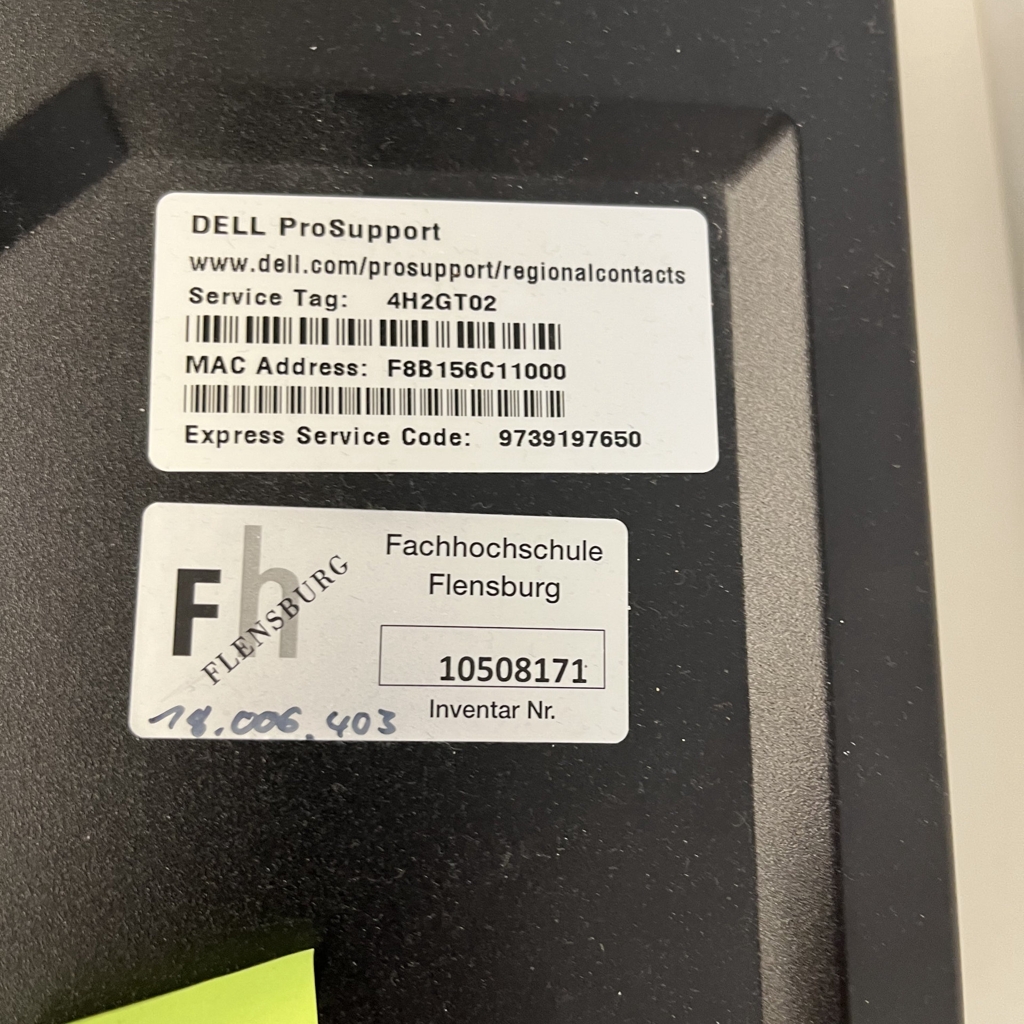 DELL ProSupport
www.dell.com/prosupport/regionalcontacts
Service Tag: 4H2GT02
MAC Address: F8B156C11000
Express Service Code: 9739197650
Fh
FLENSBURG
Fachhochschule
Flensburg
10508171
Inventar Nr.
18.006.403